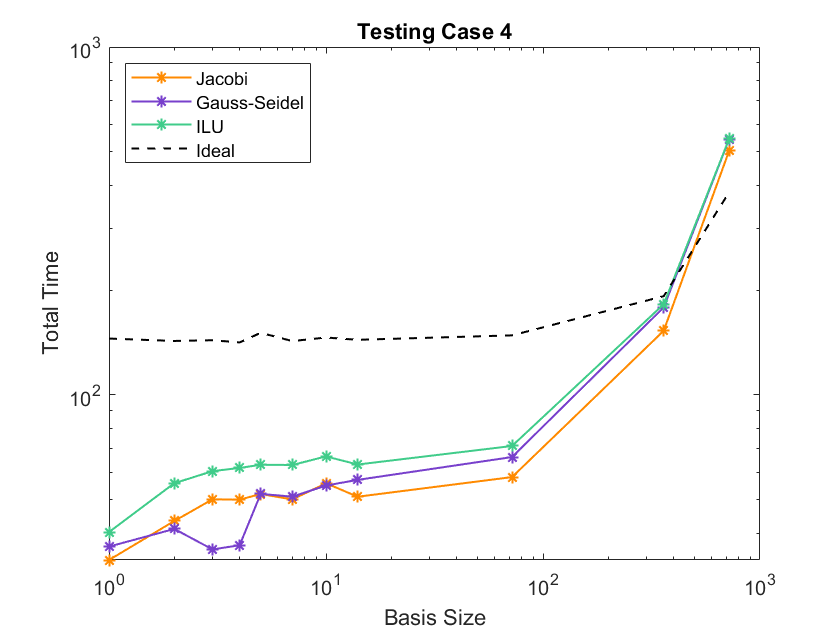 Testing Case 4
10^3
Jacobi
Gauss-Seidel
ILU
Ideal
Total Time
10^2
10^0
10^1
10^2
10^3
Basis Size